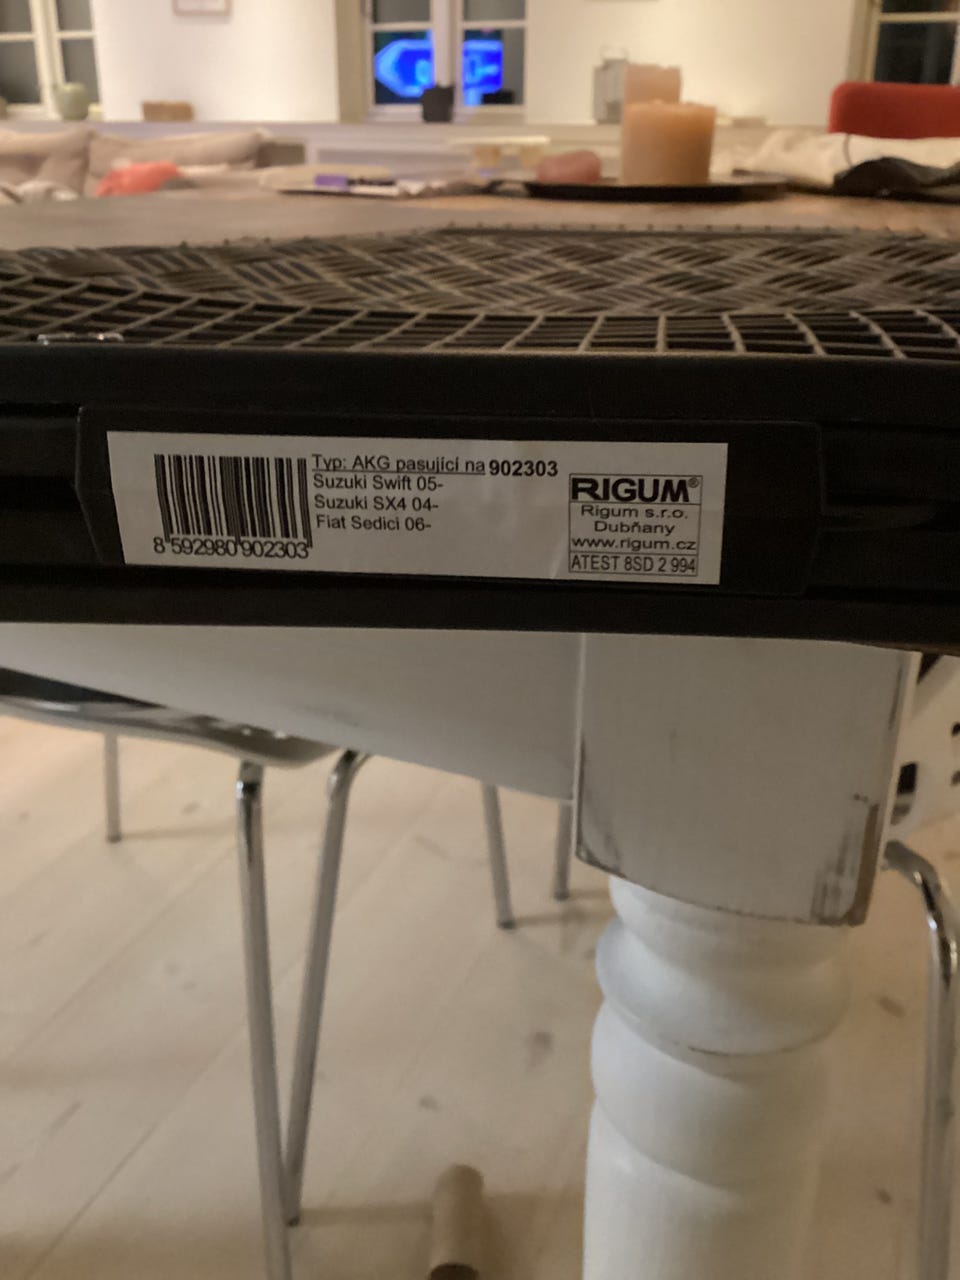 Typ: AKG pasující na 902303
Suzuki Swift 05-
Suzuki SX4 04-
Fiat Sedici 06-
8 592980 902303
RIGUM®
Rigum s.r.o.
Dubňany
www.rigum.cz
ATEST 8SD 2 994